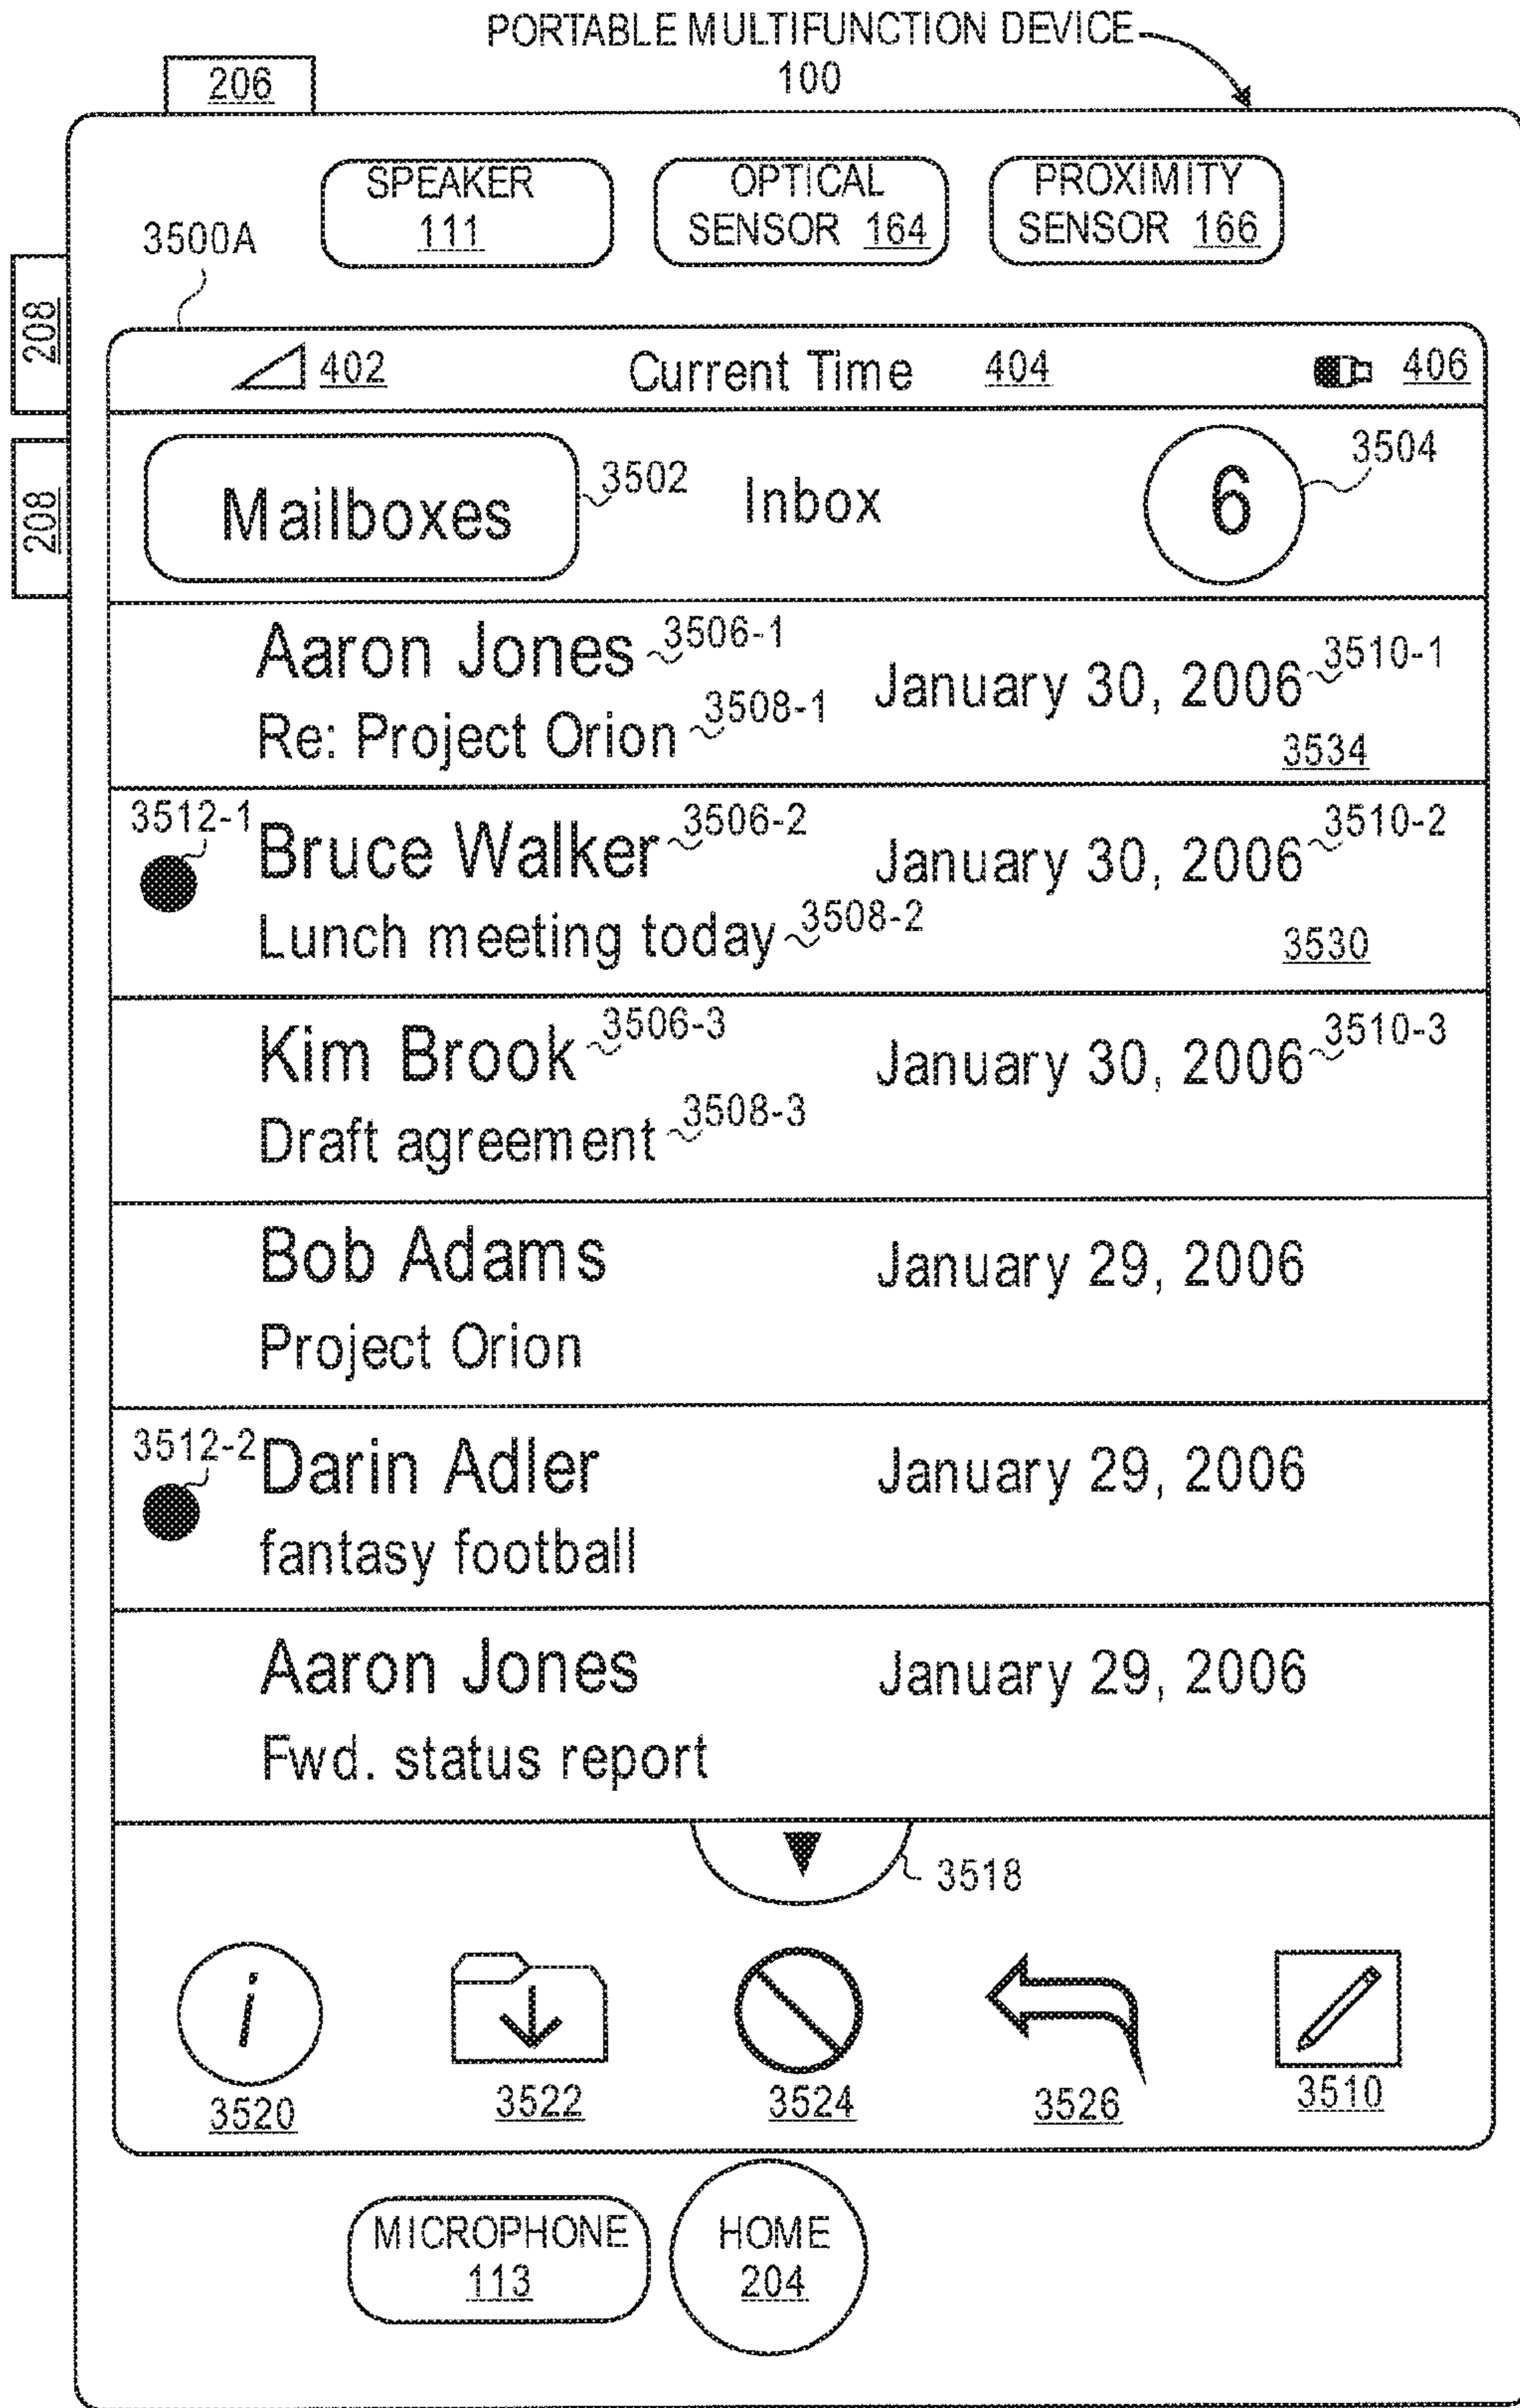 PORTABLE MULTIFUNCTION DEVICE
100
206
SPEAKER
111
OPTICAL
SENSOR 164
PROXIMITY
SENSOR 166
3500A
208
208
402
Current Time 404
406
Mailboxes
3502
Inbox
6
3504
Aaron Jones 3506-1
January 30, 2006 3510-1
Re: Project Orion 3508-1
3534
3512-1
Bruce Walker 3506-2
January 30, 2006 3510-2
Lunch meeting today 3508-2
3530
Kim Brook 3506-3
January 30, 2006 3510-3
Draft agreement 3508-3
Bob Adams
January 29, 2006
Project Orion
3512-2
Darin Adler
January 29, 2006
fantasy football
Aaron Jones
January 29, 2006
Fwd. status report
3518
i
3520
3522
3524
3526
3510
MICROPHONE
113
HOME
204